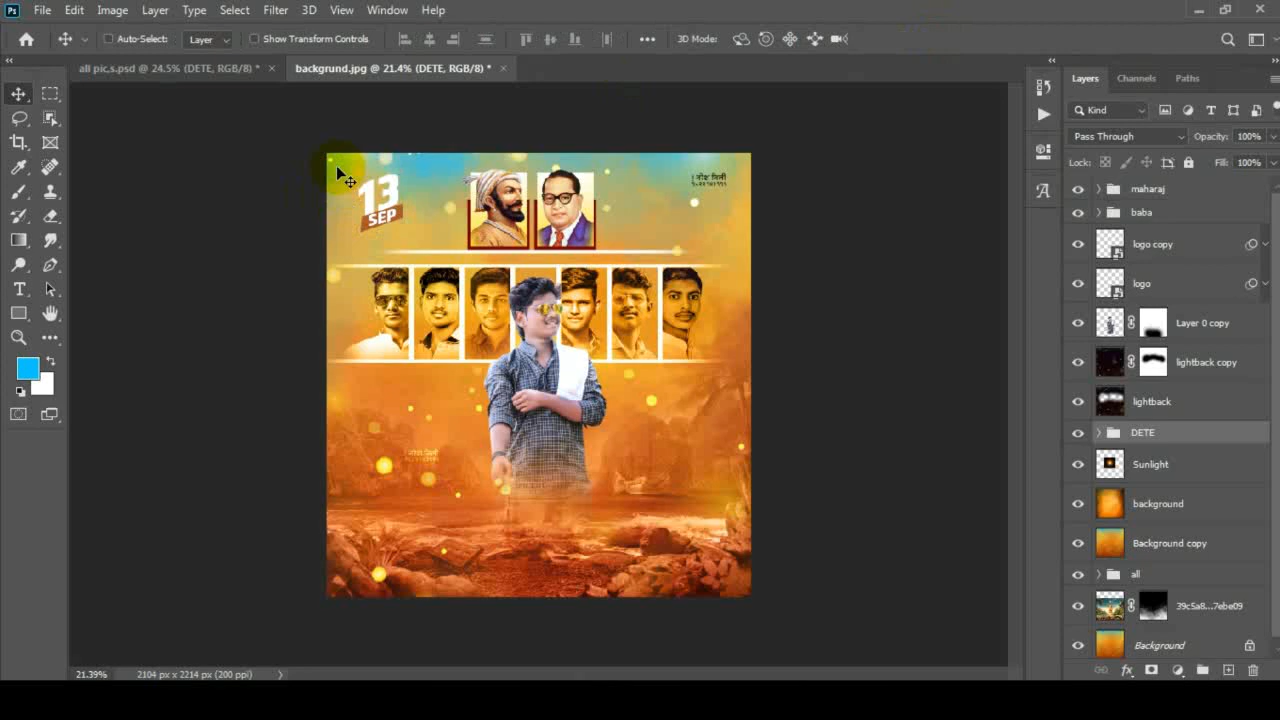 Ps File Edit Image Layer Type Select Filter 3D View Window Help
Auto-Select: Layer Show Transform Controls 3D Mode:
all pic,s.psd @ 24.5% (DETE, RGB/8) * × backgrund.jpg @ 21.4% (DETE, RGB/8) * ×
Layers Channels Paths
Kind
Pass Through Opacity: 100%
Lock: Fill: 100%
maharaj
baba
logo copy
logo
Layer 0 copy
lightback copy
lightback
DETE
Sunlight
background
Background copy
all
39c5a8...7ebe09
Background
13
SEP
21.39% 2104 px x 2214 px (200 ppi)